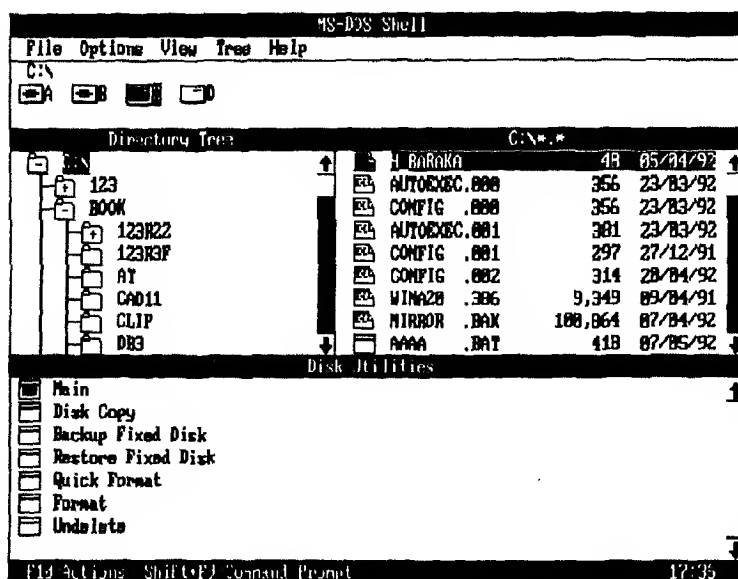 MS-DOS Shell
File Options View Tree Help
C:\
A B C D
Directory Tree
C:\*.*
C:\
123
BOOK
123R22
123R3F
AT
CAD11
CLIP
DB3
H_BARAKA 48 05/04/92
AUTOEXEC.000 356 23/03/92
CONFIG .000 356 23/03/92
AUTOEXEC.001 381 23/03/92
CONFIG .001 297 27/12/91
CONFIG .002 314 28/04/92
WINA20 .386 9,349 09/04/91
MIRROR .BAK 100,864 07/04/92
AAAA .BAT 418 07/05/92
Disk Utilities
Main
Disk Copy
Backup Fixed Disk
Restore Fixed Disk
Quick Format
Format
Undelete
F10=Actions Shift+F9=Command Prompt 17:35